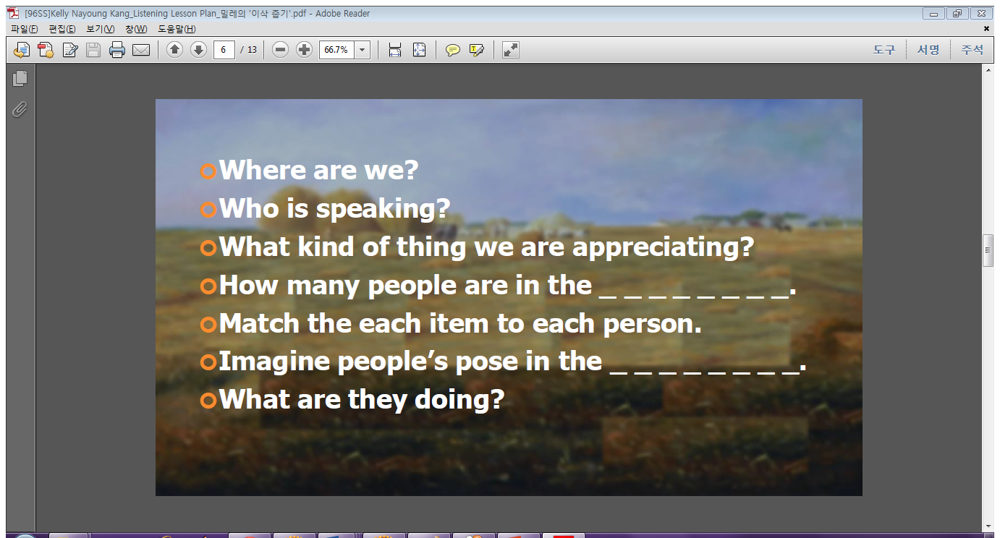 [96SS]Kelly Nayoung Kang_Listening Lesson Plan_밀레의 '이삭 줍기'.pdf - Adobe Reader
파일(F) 편집(E) 보기(V) 창(W) 도움말(H)
6 / 13 66.7% 도구 서명 주석
Where are we?
Who is speaking?
What kind of thing we are appreciating?
How many people are in the _ _ _ _ _ _ _ _.
Match the each item to each person.
Imagine people’s pose in the _ _ _ _ _ _ _ _.
What are they doing?